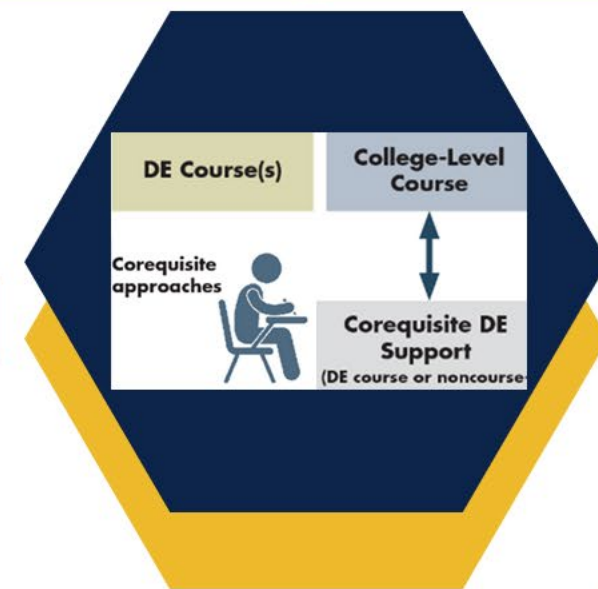 DE Course(s)
College-Level
Course
Corequisite
approaches
Corequisite DE
Support
(DE course or noncourse-